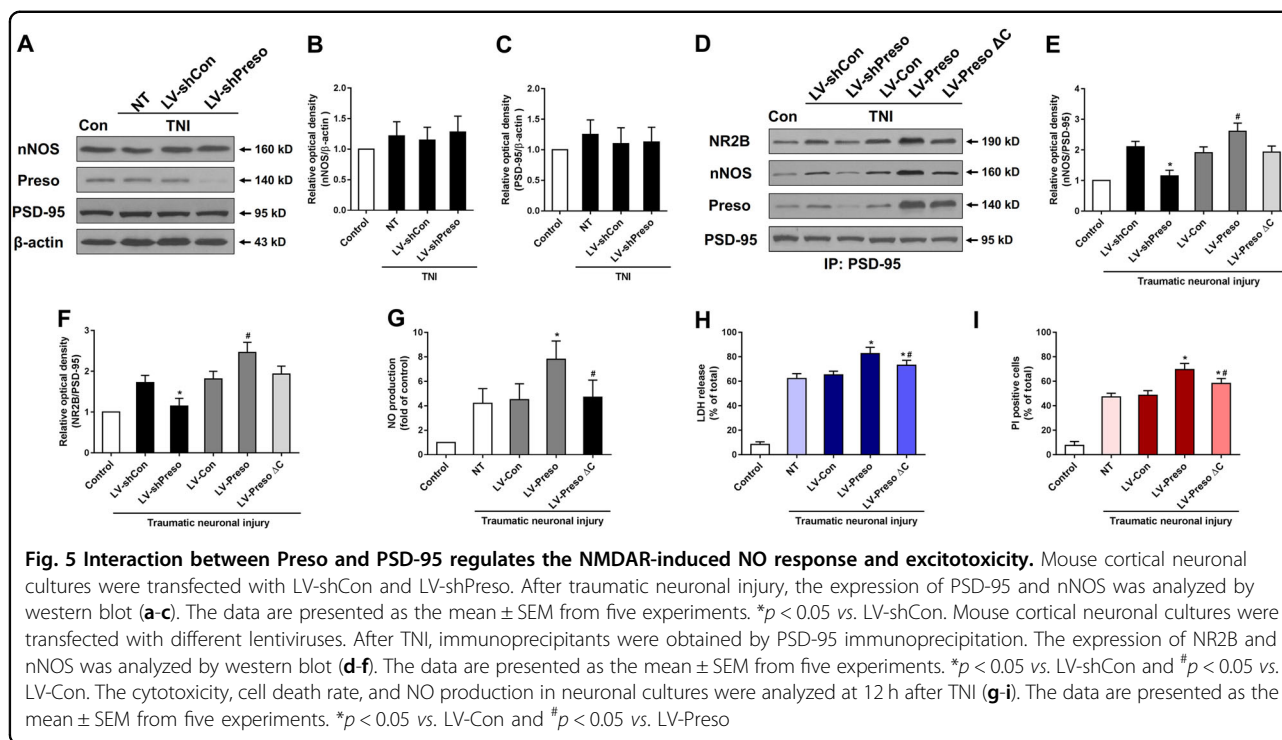 A
NT
LV-shCon
LV-shPreso
Con
TNI
nNOS
160 kD
Preso
140 kD
PSD-95
95 kD
β-actin
43 kD
B
Relative optical density
(nNOS/β-actin)
2.0
1.5
1.0
0.5
0.0
Control
NT
LV-shCon
LV-shPreso
TNI
C
Relative optical density
(PSD-95/β-actin)
2.0
1.5
1.0
0.5
0.0
Control
NT
LV-shCon
LV-shPreso
TNI
D
LV-shCon
LV-shPreso
LV-Con
LV-Preso
LV-Preso ΔC
Con
TNI
NR2B
190 kD
nNOS
160 kD
Preso
140 kD
PSD-95
95 kD
IP: PSD-95
E
Relative optical density
(nNOS/PSD-95)
4
3
2
1
0
*
#
Control
LV-shCon
LV-shPreso
LV-Con
LV-Preso
LV-Preso ΔC
Traumatic neuronal injury
F
Relative optical density
(NR2B/PSD-95)
4
3
2
1
0
*
#
Control
LV-shCon
LV-shPreso
LV-Con
LV-Preso
LV-Preso ΔC
Traumatic neuronal injury
G
NO production
(fold of control)
10
8
6
4
2
0
*
#
Control
NT
LV-Con
LV-Preso
LV-Preso ΔC
Traumatic neuronal injury
H
LDH release
(% of total)
100
80
60
40
20
0
*
* #
Control
NT
LV-Con
LV-Preso
LV-Preso ΔC
Traumatic neuronal injury
I
PI positive cells
(% of total)
100
80
60
40
20
0
*
* #
Control
NT
LV-Con
LV-Preso
LV-Preso ΔC
Traumatic neuronal injury
Fig. 5 Interaction between Preso and PSD-95 regulates the NMDAR-induced NO response and excitotoxicity. Mouse cortical neuronal
cultures were transfected with LV-shCon and LV-shPreso. After traumatic neuronal injury, the expression of PSD-95 and nNOS was analyzed by
western blot (a-c). The data are presented as the mean ± SEM from five experiments. *p < 0.05 vs. LV-shCon. Mouse cortical neuronal cultures were
transfected with different lentiviruses. After TNI, immunoprecipitants were obtained by PSD-95 immunoprecipitation. The expression of NR2B and
nNOS was analyzed by western blot (d-f). The data are presented as the mean ± SEM from five experiments. *p < 0.05 vs. LV-shCon and #p < 0.05 vs.
LV-Con. The cytotoxicity, cell death rate, and NO production in neuronal cultures were analyzed at 12 h after TNI (g-i). The data are presented as the
mean ± SEM from five experiments. *p < 0.05 vs. LV-Con and #p < 0.05 vs. LV-Preso